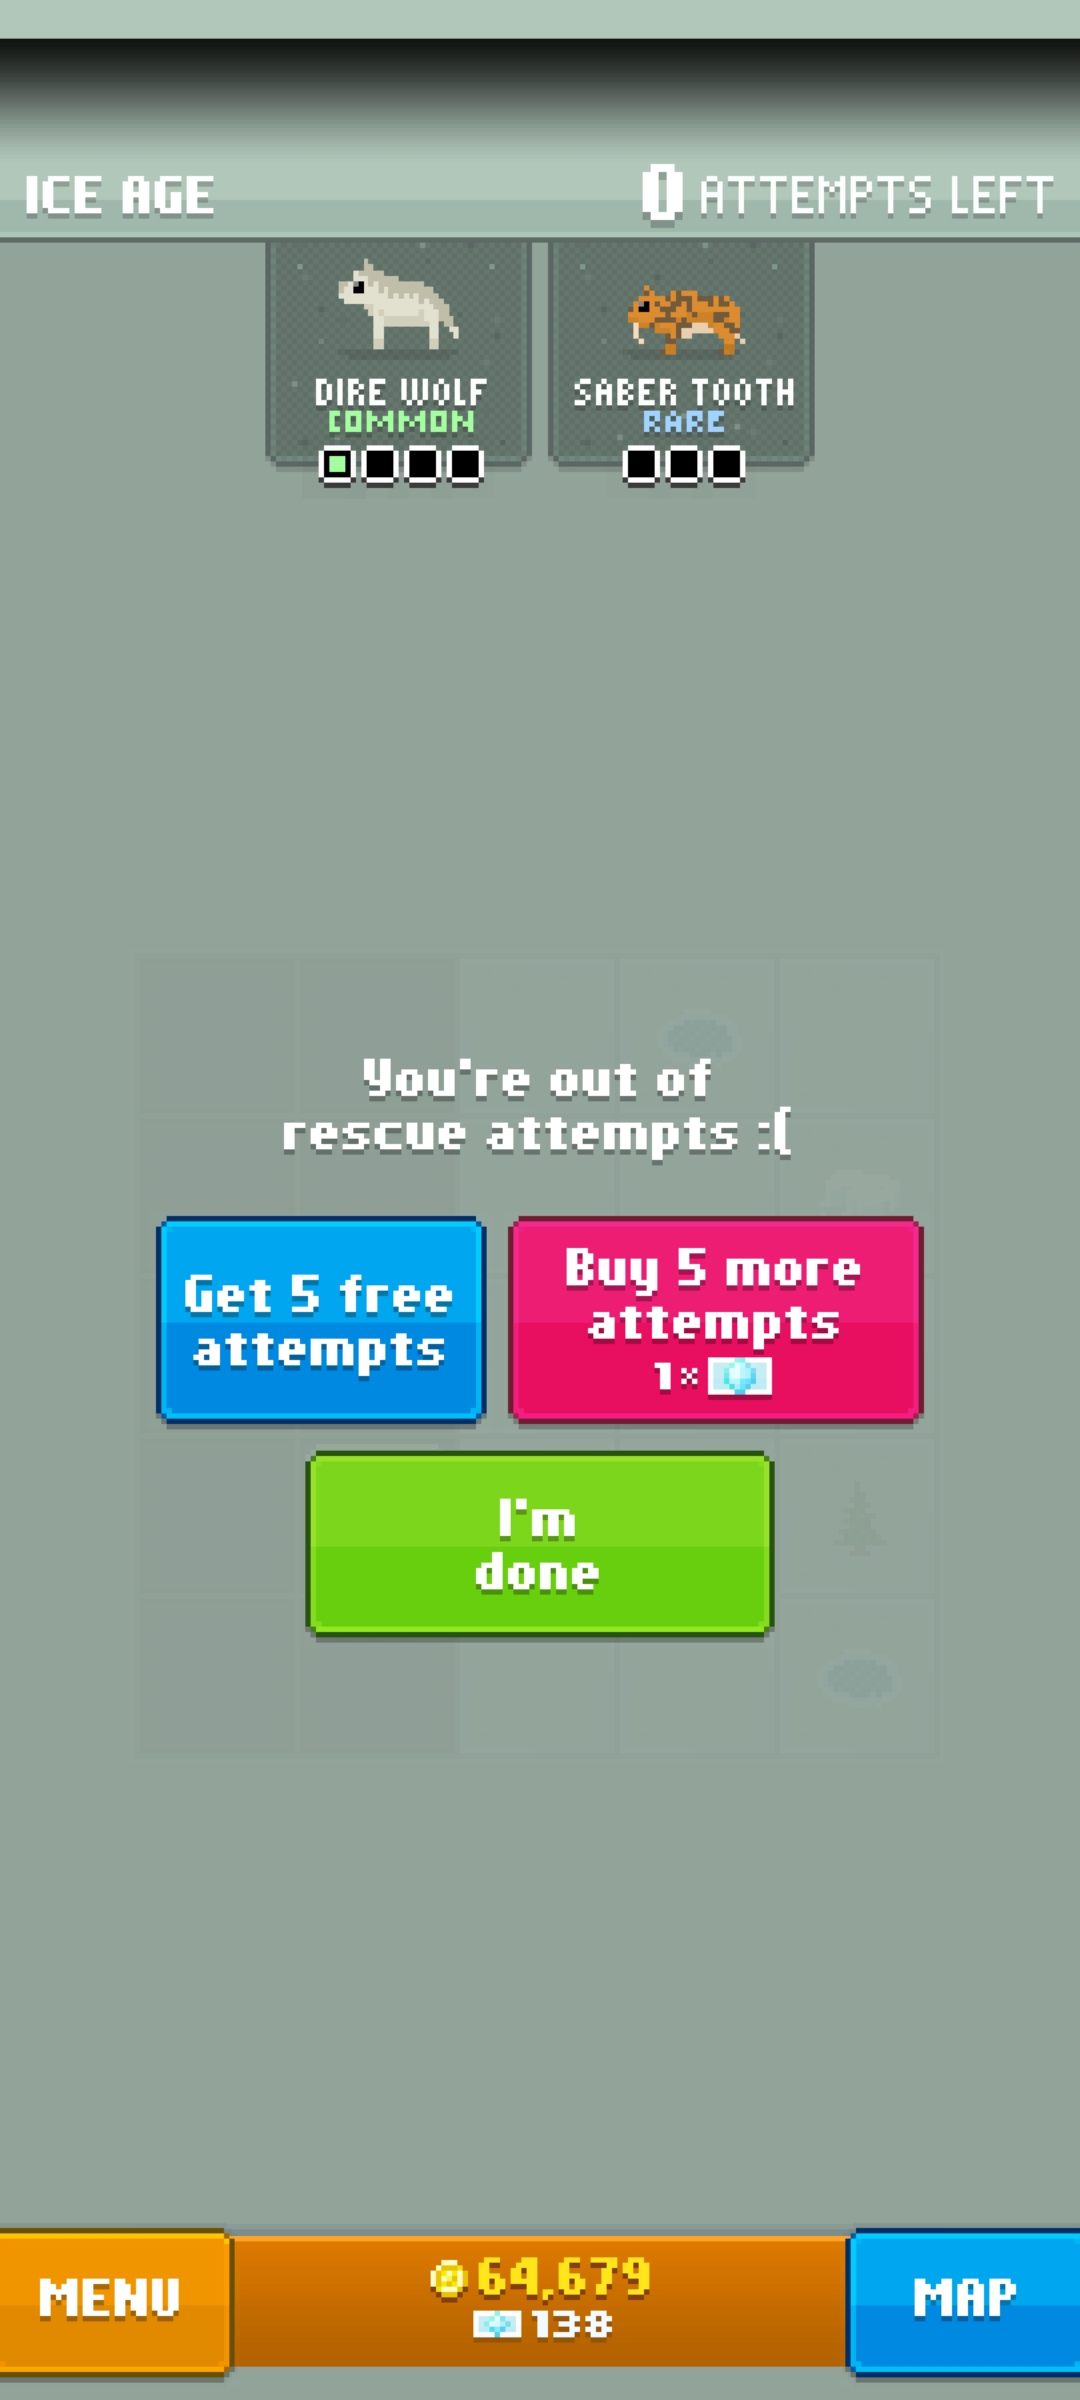 ICE AGE
0 ATTEMPTS LEFT
DIRE WOLF
COMMON
SABER TOOTH
RARE
You're out of
rescue attempts :(
Get 5 free
attempts
Buy 5 more
attempts
1×
I'm
done
MENU
64,679
138
MAP